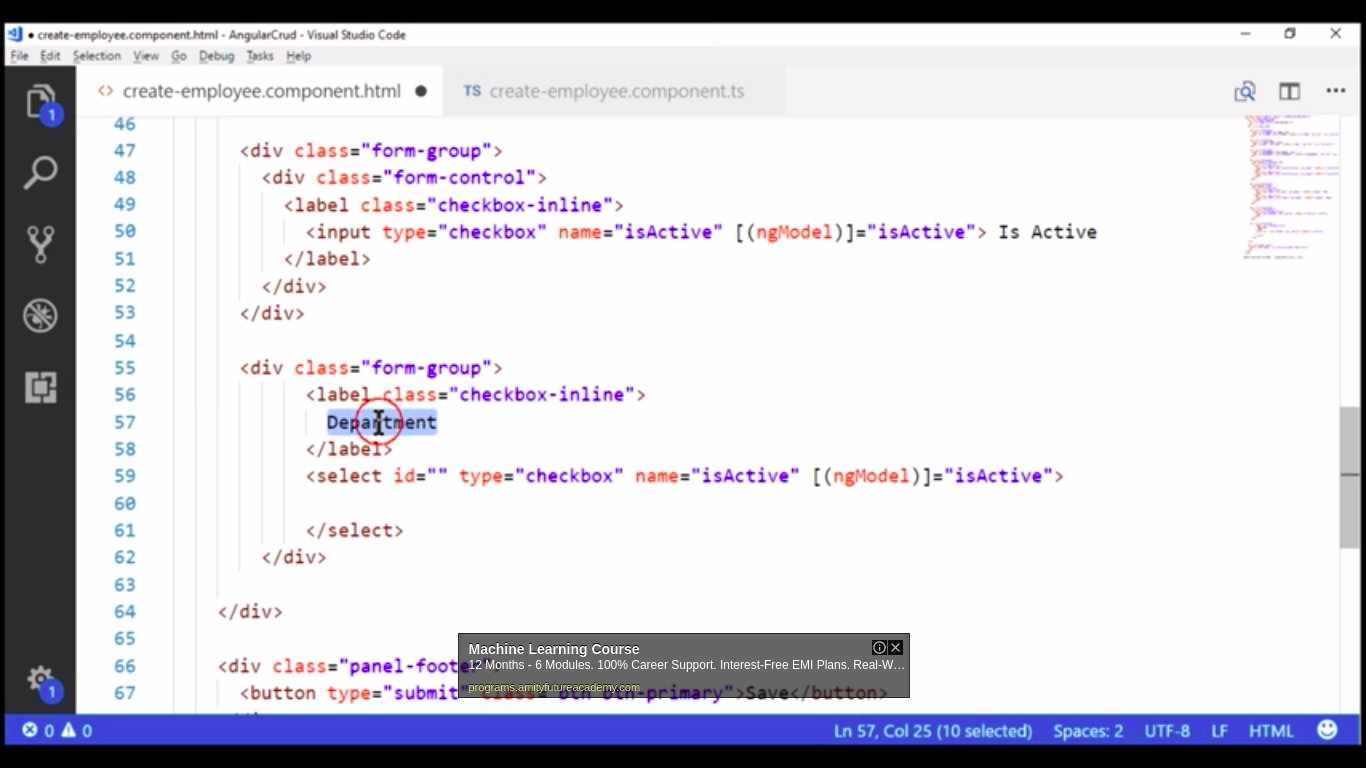 ● create-employee.component.html - AngularCrud - Visual Studio Code
File Edit Selection View Go Debug Tasks Help
<> create-employee.component.html ● TS create-employee.component.ts
1
46
47 <div class="form-group">
48 <div class="form-control">
49 <label class="checkbox-inline">
50 <input type="checkbox" name="isActive" [(ngModel)]="isActive"> Is Active
51 </label>
52 </div>
53 </div>
54
55 <div class="form-group">
56 <label class="checkbox-inline">
57 Department
58 </label>
59 <select id="" type="checkbox" name="isActive" [(ngModel)]="isActive">
60
61 </select>
62 </div>
63
64 </div>
65
66 <div class="panel-foote
67 <button type="submit" class="btn btn-primary">Save</button>
Machine Learning Course
12 Months - 6 Modules. 100% Career Support. Interest-Free EMI Plans. Real-W...
programs.amityfutureacademy.com
1
0 0 Ln 57, Col 25 (10 selected) Spaces: 2 UTF-8 LF HTML